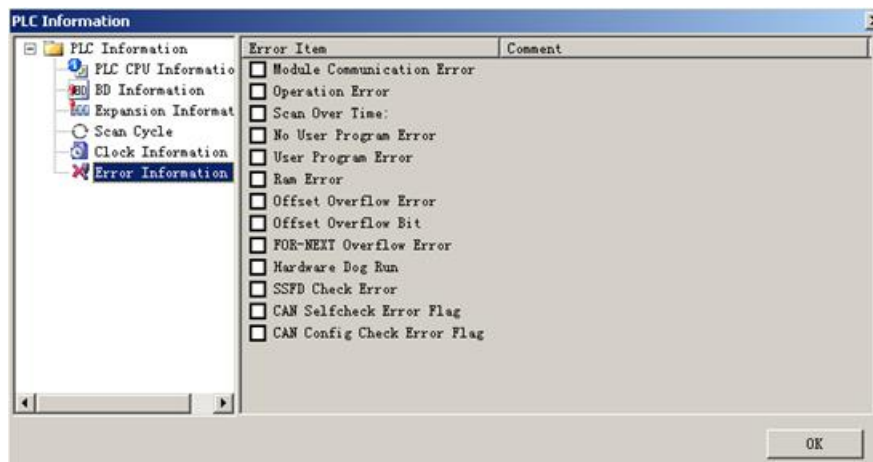 PLC Information
PLC Information
PLC CPU Informatio
BD Information
Expansion Informat
Scan Cycle
Clock Information
Error Information
Error Item Comment
Module Communication Error
Operation Error
Scan Over Time:
No User Program Error
User Program Error
Ram Error
Offset Overflow Error
Offset Overflow Bit
FOR-NEXT Overflow Error
Hardware Dog Run
SSFD Check Error
CAN Selfcheck Error Flag
CAN Config Check Error Flag
OK